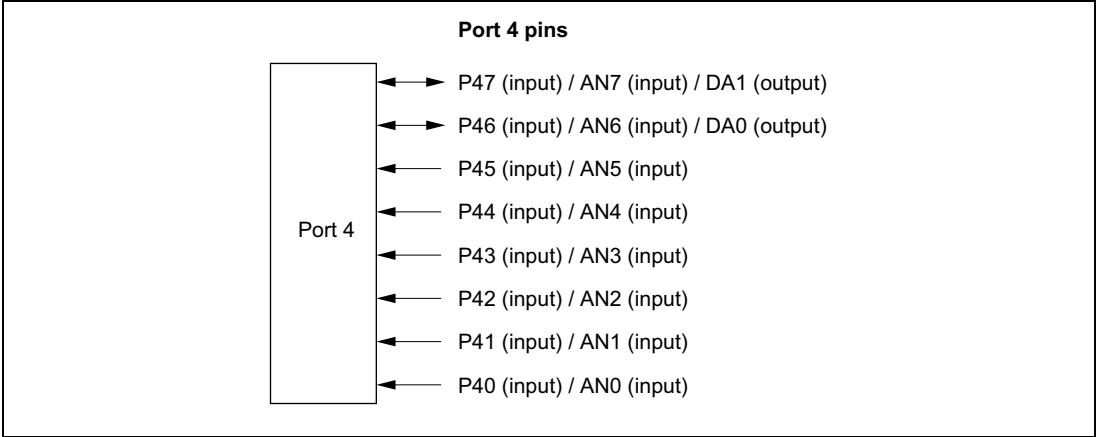 Port 4 pins
P47 (input) / AN7 (input) / DA1 (output)
P46 (input) / AN6 (input) / DA0 (output)
P45 (input) / AN5 (input)
P44 (input) / AN4 (input)
Port 4
P43 (input) / AN3 (input)
P42 (input) / AN2 (input)
P41 (input) / AN1 (input)
P40 (input) / AN0 (input)